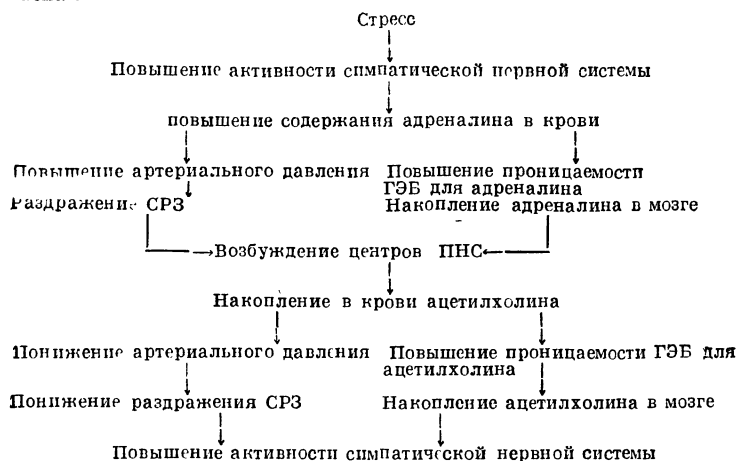 Стресс
Повышение активности симпатической нервной системы
повышение содержания адреналина в крови
Повышение артериального давления Повышение проницаемости
ГЭБ для адреналина
Раздражение СРЗ Накопление адреналина в мозге
Возбуждение центров ПНС
Накопление в крови ацетилхолина
Понижение артериального давления Повышение проницаемости ГЭБ для
ацетилхолина
Понижение раздражения СРЗ Накопление ацетилхолина в мозге
Повышение активности симпатической нервной системы